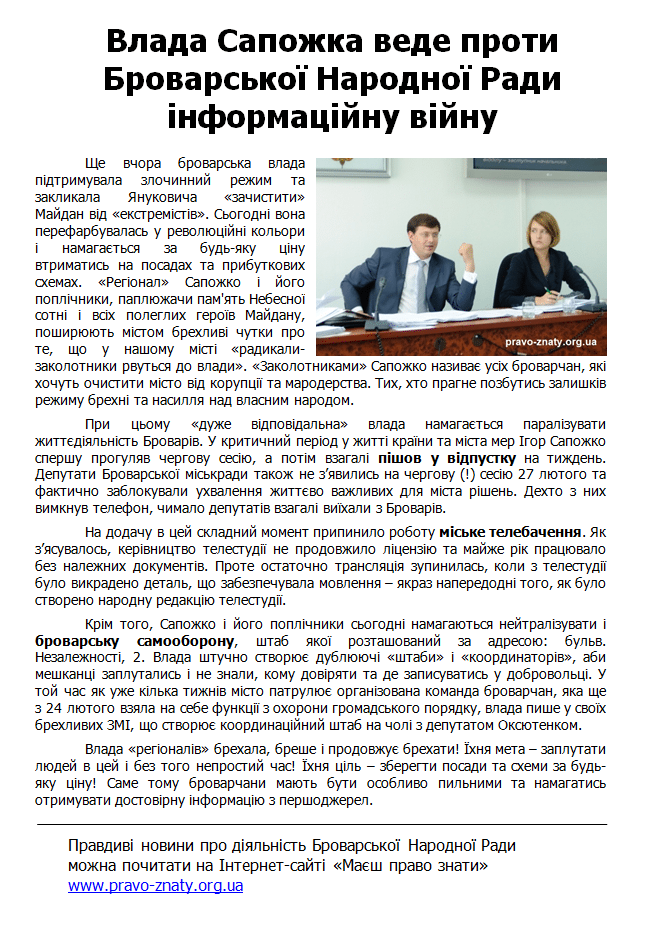 Влада Сапожка веде проти
Броварської Народної Ради
інформаційну війну
Ще вчора броварська влада
підтримувала злочинний режим та
закликала Януковича «зачистити»
Майдан від «екстремістів». Сьогодні вона
перефарбувалась у революційні кольори
і намагається за будь-яку ціну
втриматись на посадах та прибуткових
схемах. «Регіонал» Сапожко і його
поплічники, паплюжачи пам'ять Небесної
сотні і всіх полеглих героїв Майдану,
поширюють містом брехливі чутки про
те, що у нашому місті «радикали-
заколотники рвуться до влади». «Заколотниками» Сапожко називає усіх броварчан, які
хочуть очистити місто від корупції та мародерства. Тих, хто прагне позбутись залишків
режиму брехні та насилля над власним народом.
pravo-znaty.org.ua
При цьому «дуже відповідальна» влада намагається паралізувати
життєдіяльність Броварів. У критичний період у житті країни та міста мер Ігор Сапожко
спершу прогуляв чергову сесію, а потім взагалі пішов у відпустку на тиждень.
Депутати Броварської міськради також не з’явились на чергову (!) сесію 27 лютого та
фактично заблокували ухвалення життєво важливих для міста рішень. Дехто з них
вимкнув телефон, чимало депутатів взагалі виїхали з Броварів.
На додачу в цей складний момент припинило роботу міське телебачення. Як
з’ясувалось, керівництво телестудії не продовжило ліцензію та майже рік працювало
без належних документів. Проте остаточно трансляція зупинилась, коли з телестудії
було викрадено деталь, що забезпечувала мовлення – якраз напередодні того, як було
створено народну редакцію телестудії.
Крім того, Сапожко і його поплічники сьогодні намагаються нейтралізувати і
броварську самооборону, штаб якої розташований за адресою: бульв.
Незалежності, 2. Влада штучно створює дублюючі «штаби» і «координаторів», аби
мешканці заплутались і не знали, кому довіряти та де записуватись у добровольці. У
той час як уже кілька тижнів місто патрулює організована команда броварчан, яка ще
з 24 лютого взяла на себе функції з охорони громадського порядку, влада пише у своїх
брехливих ЗМІ, що створює координаційний штаб на чолі з депутатом Оксютенком.
Влада «регіоналів» брехала, бреше і продовжує брехати! Їхня мета – заплутати
людей в цей і без того непростий час! Їхня ціль – зберегти посади та схеми за будь-
яку ціну! Саме тому броварчани мають бути особливо пильними та намагатись
отримувати достовірну інформацію з першоджерел.
Правдиві новини про діяльність Броварської Народної Ради
можна почитати на Інтернет-сайті «Маєш право знати»
www.pravo-znaty.org.ua